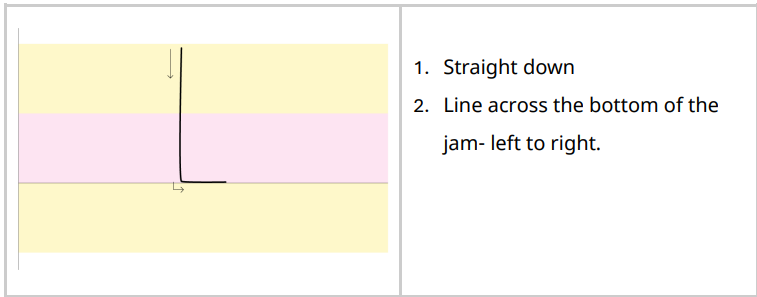 L
1. Straight down
2. Line across the bottom of the
jam- left to right.